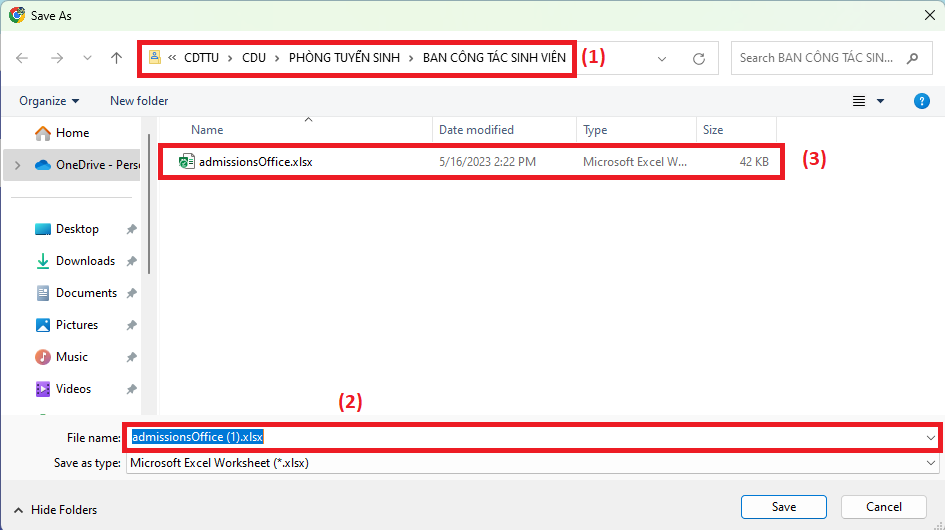 Save As
« CDTTU > CDU > PHÒNG TUYỂN SINH > BAN CÔNG TÁC SINH VIÊN (1)
Search BAN CÔNG TÁC SIN...
Organize New folder
Name Date modified Type Size
Home
OneDrive - Pers
admissionsOffice.xlsx 5/16/2023 2:22 PM Microsoft Excel W... 42 KB (3)
Desktop
Downloads
Documents
Pictures
Music
Videos
(2)
File name: admissionsOffice (1).xlsx
Save as type: Microsoft Excel Worksheet (*.xlsx)
Hide Folders
Save Cancel